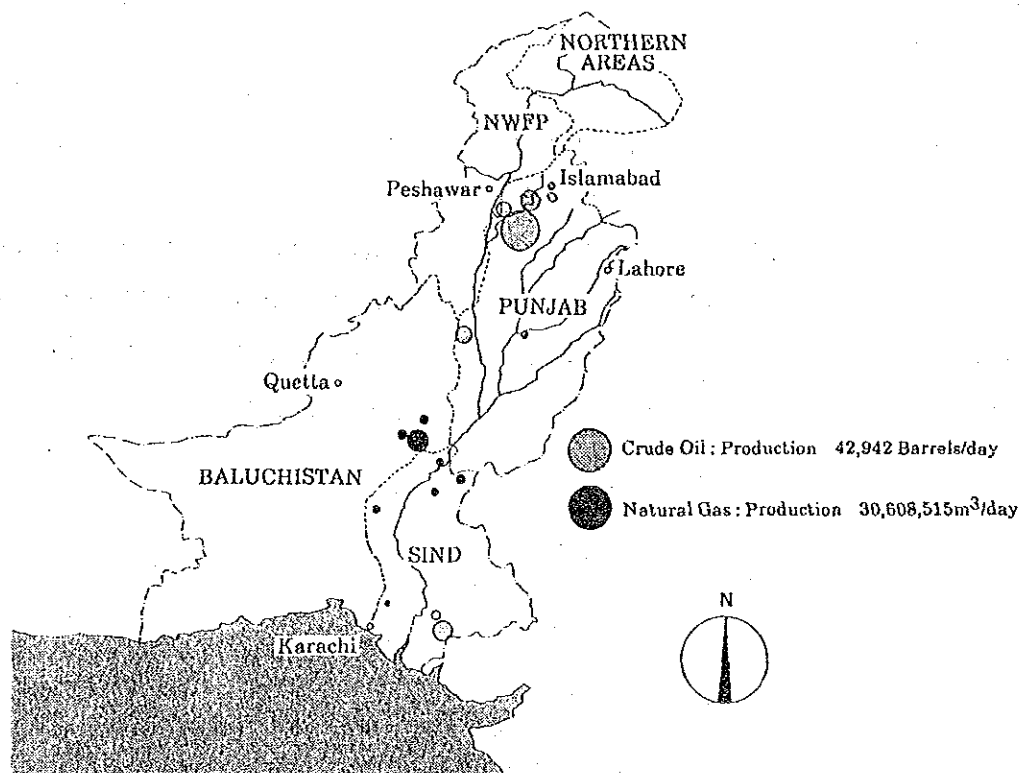 NORTHERN
AREAS
NWFP
Peshawar
Islamabad
Lahore
PUNJAB
Quetta
Crude Oil : Production 42,942 Barrels/day
BALUCHISTAN
Natural Gas : Production 30,608,515m³/day
SIND
N
Karachi